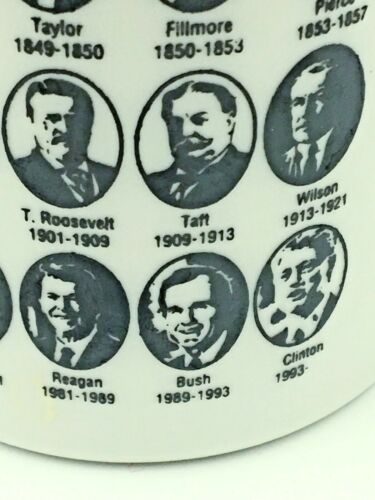 Taylor
1849-1850
Fillmore
1850-1853
Pierce
1853-1857
T. Roosevelt
1901-1909
Taft
1909-1913
Wilson
1913-1921
Reagan
1981-1989
Bush
1989-1993
Clinton
1993-